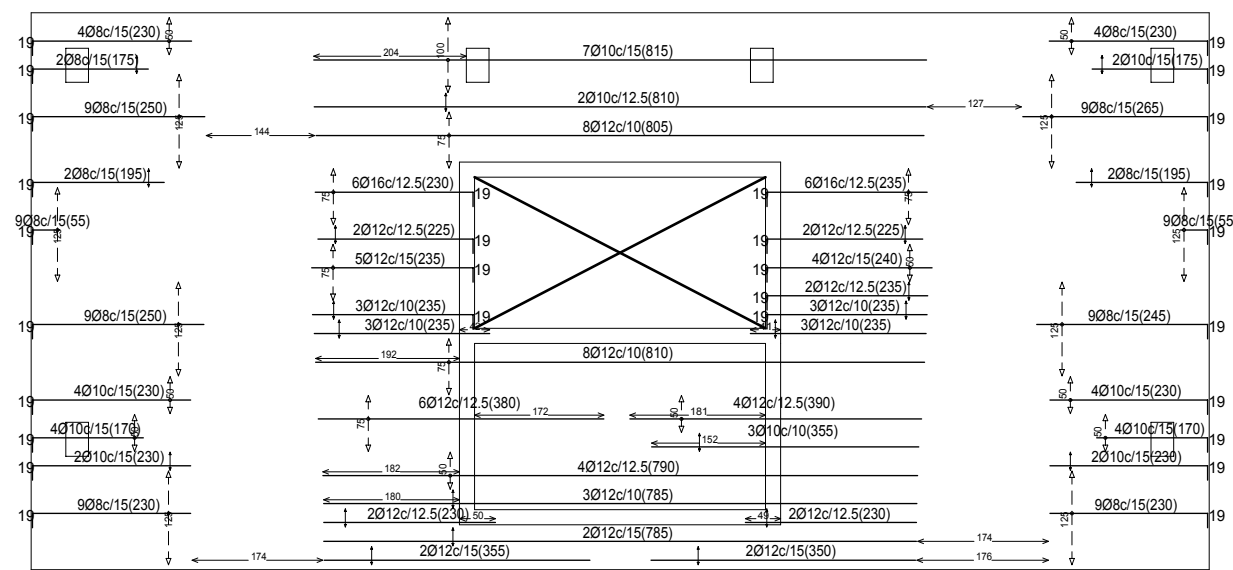 4Ø8c/15(230)
50
19
2Ø8c/15(175)
19
204
100
7Ø10c/15(815)
4Ø8c/15(230)
50
19
2Ø10c/15(175)
19
2Ø10c/12.5(810)
127
9Ø8c/15(250)
125
19
144
8Ø12c/10(805)
75
9Ø8c/15(265)
125
19
2Ø8c/15(195)
19
6Ø16c/12.5(230)
75
19
6Ø16c/12.5(235)
75
19
2Ø8c/15(195)
19
9Ø8c/15(55)
125
19
2Ø12c/12.5(225)
19
2Ø12c/12.5(225)
19
9Ø8c/15(55
125
19
5Ø12c/15(235)
75
19
4Ø12c/15(240)
50
19
2Ø12c/12.5(235)
19
3Ø12c/10(235)
19
3Ø12c/10(235)
19
9Ø8c/15(250)
125
19
3Ø12c/10(235)
3Ø12c/10(235)
9Ø8c/15(245)
125
19
192
8Ø12c/10(810)
75
4Ø10c/15(230)
50
19
6Ø12c/12.5(380)
75
172
181
4Ø12c/12.5(390)
50
4Ø10c/15(230)
50
19
4Ø10c/15(170)
19
3Ø10c/10(355)
152
4Ø10c/15(170)
50
19
2Ø10c/15(230)
19
182
4Ø12c/12.5(790)
50
2Ø10c/15(230)
19
180
3Ø12c/10(785)
9Ø8c/15(230)
125
19
2Ø12c/12.5(230)
50
49
2Ø12c/12.5(230)
9Ø8c/15(230)
125
19
2Ø12c/15(785)
174
174
2Ø12c/15(355)
2Ø12c/15(350)
176